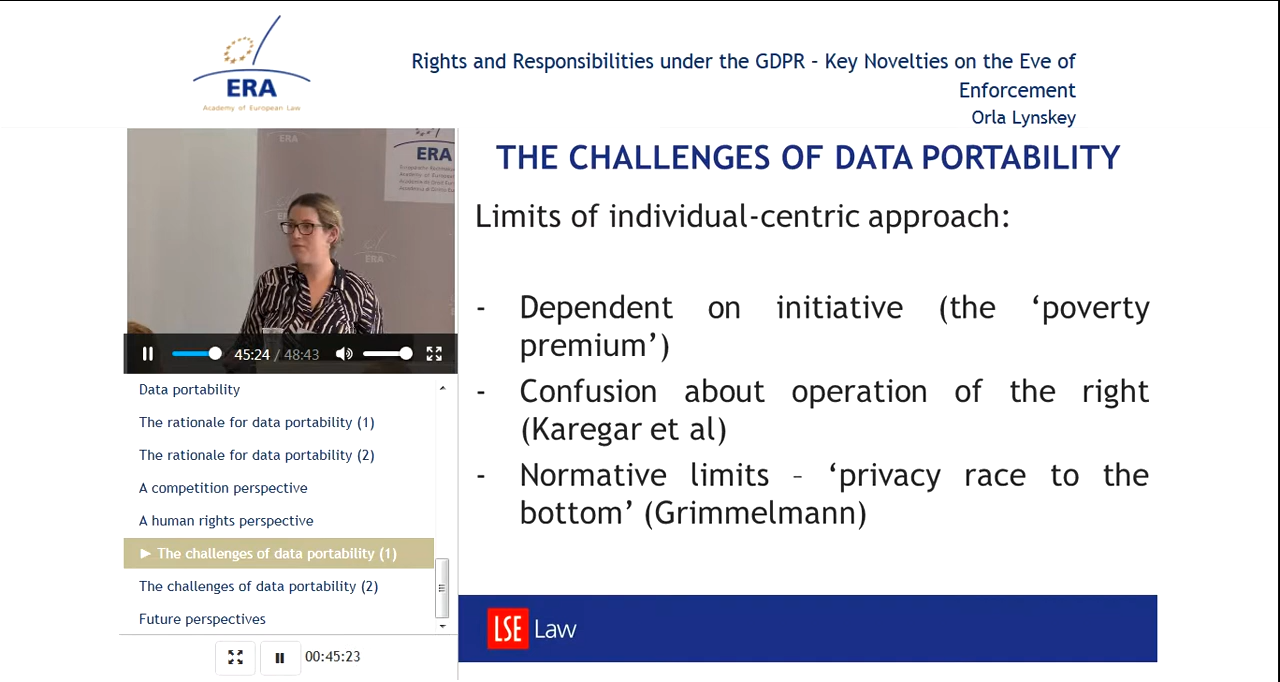 ERA
Academy of European Law
Rights and Responsibilities under the GDPR – Key Novelties on the Eve of
Enforcement
Orla Lynskey
ERA
ERA
ERA
45:24 / 48:43
Data portability
The rationale for data portability (1)
The rationale for data portability (2)
A competition perspective
A human rights perspective
► The challenges of data portability (1)
The challenges of data portability (2)
Future perspectives
00:45:23
THE CHALLENGES OF DATA PORTABILITY
Limits of individual-centric approach:
- Dependent on initiative (the ‘poverty
premium’)
- Confusion about operation of the right
(Karegar et al)
- Normative limits – ‘privacy race to the
bottom’ (Grimmelmann)
LSE Law